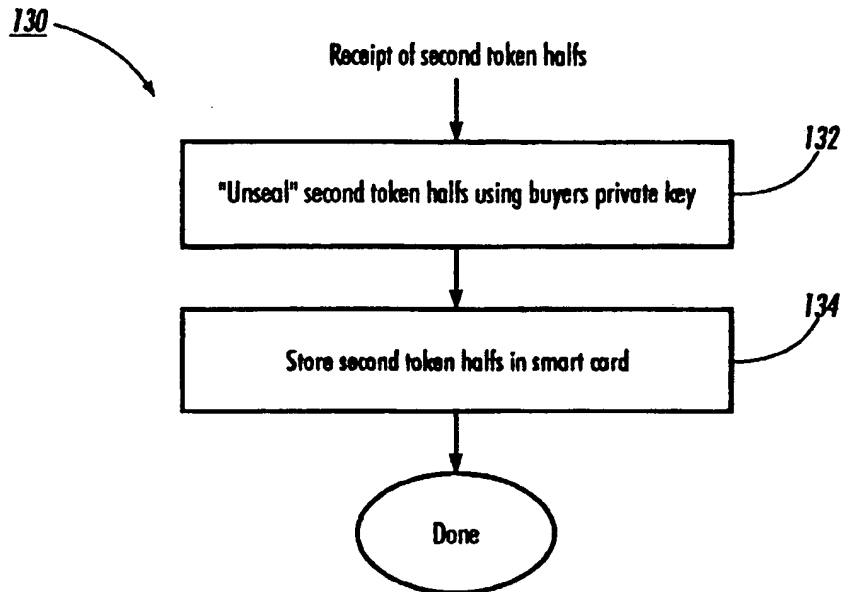 130
Receipt of second token halfs
132
"Unseal" second token halfs using buyers private key
134
Store second token halfs in smart card
Done